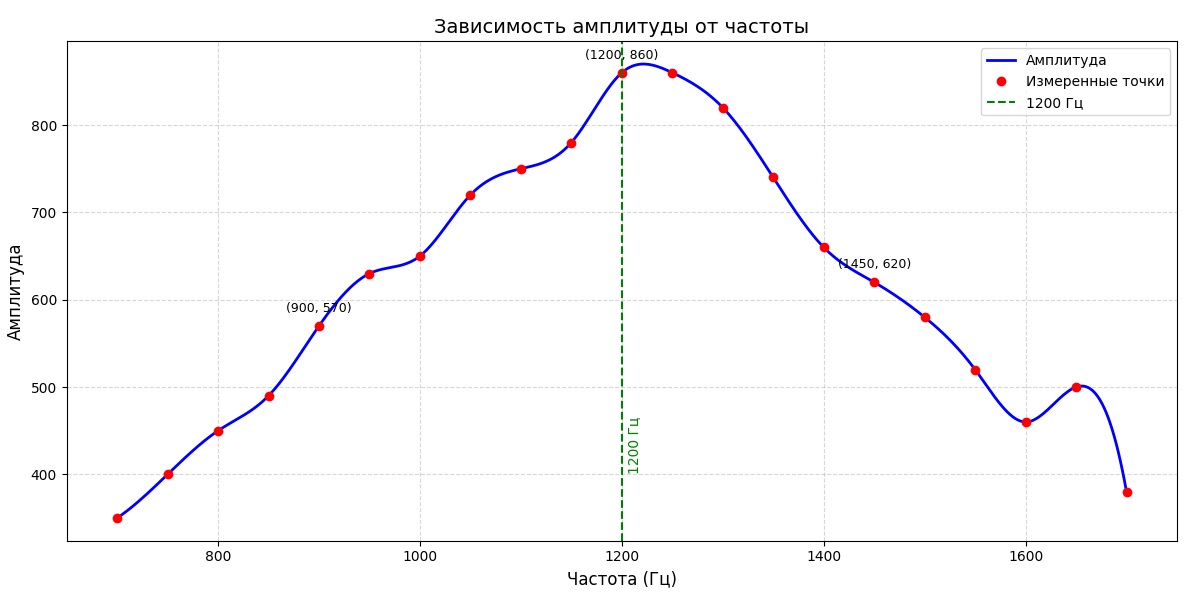 Зависимость амплитуды от частоты
Амплитуда
Измеренные точки
1200 Гц
(1200, 860)
(1450, 620)
(900, 570)
1200 Гц
800
700
600
500
400
Амплитуда
800
1000
1200
1400
1600
Частота (Гц)